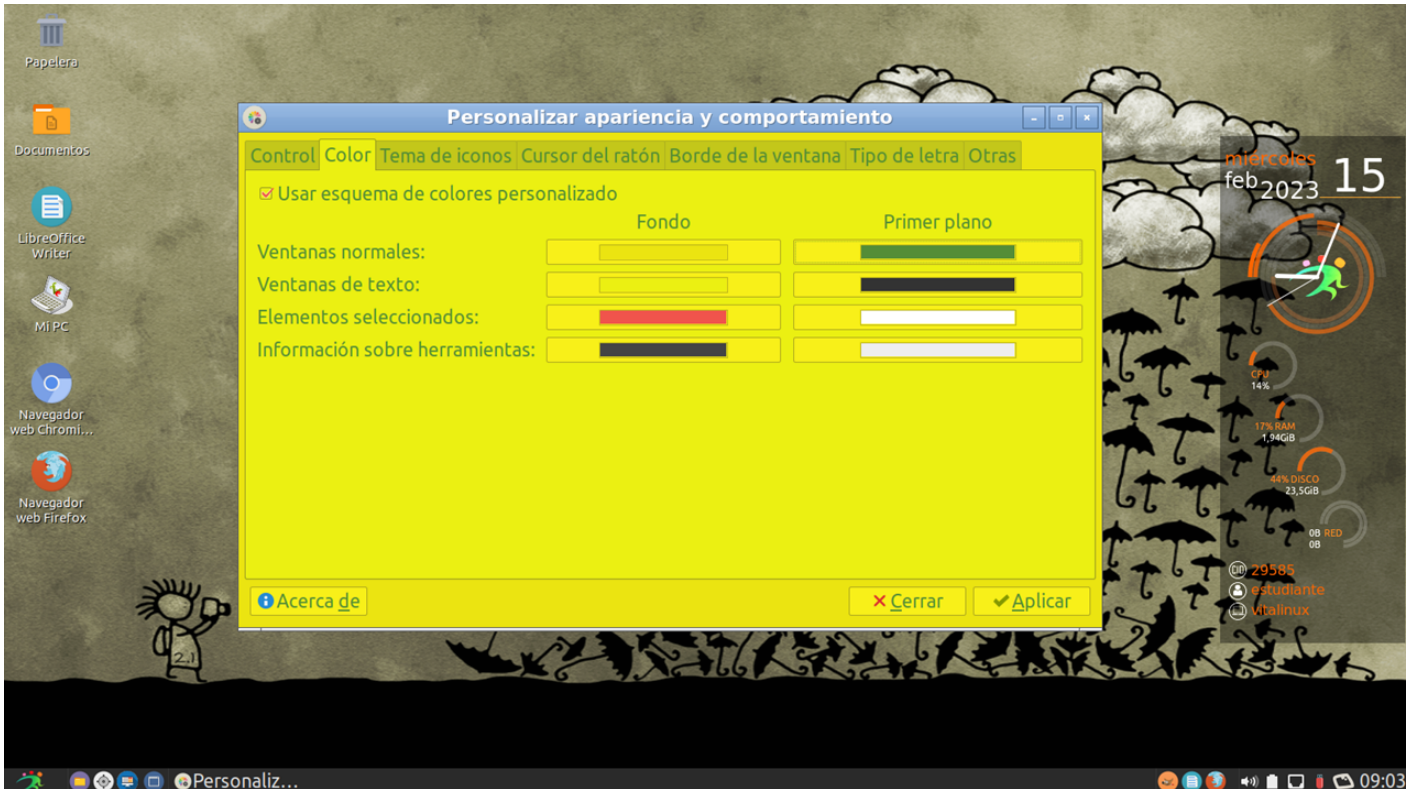 Papelera
Documentos
LibreOffice
Writer
Mi PC
Navegador
web Chromi...
Navegador
web Firefox
Personalizar apariencia y comportamiento
Control Color Tema de iconos Cursor del ratón Borde de la ventana Tipo de letra Otras
Usar esquema de colores personalizado
Fondo Primer plano
Ventanas normales:
Ventanas de texto:
Elementos seleccionados:
Información sobre herramientas:
Acerca de Cerrar Aplicar
miércoles
feb 2023 15
CPU
14%
17% RAM
1,94GiB
44% DISCO
23,5GiB
0B RED
0B
29585
estudiante
vitalinux
2.1
Personaliz...
09:03